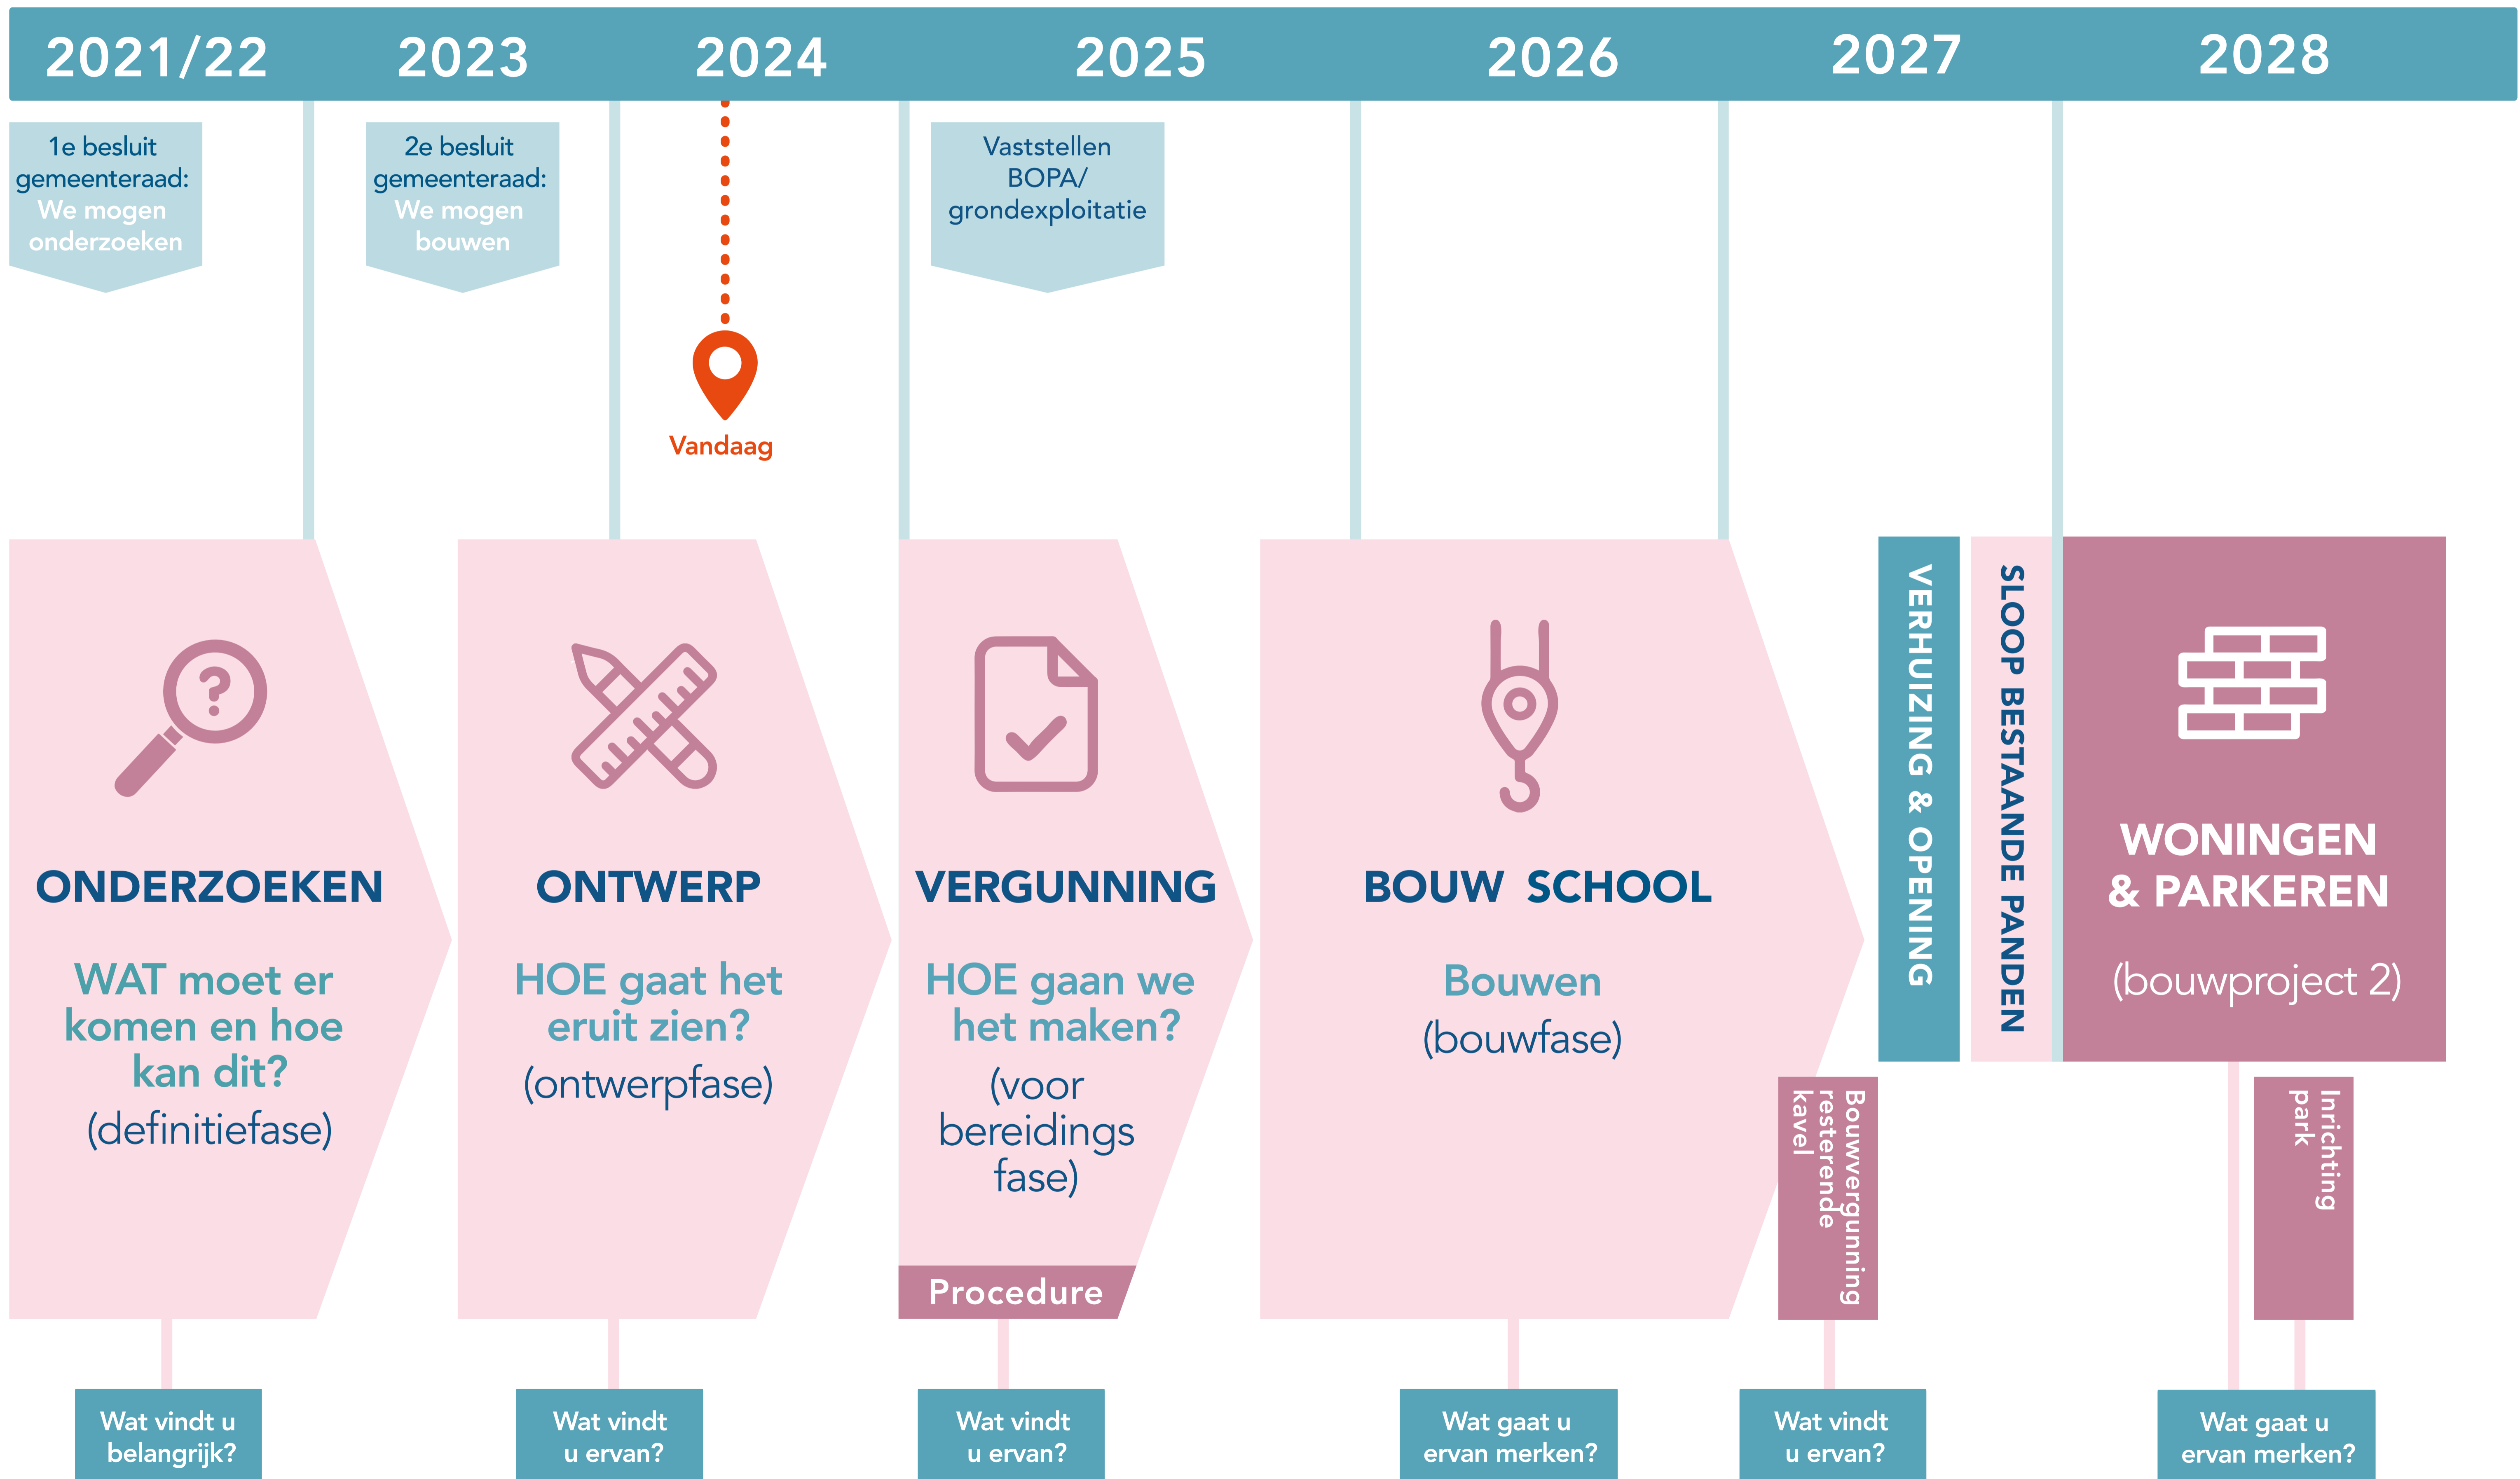 2021/22
2023
2024
2025
2026
2027
2028
1e besluit
gemeenteraad:
We mogen
onderzoeken
2e besluit
gemeenteraad:
We mogen
bouwen
Vaststellen
BOPA/
grondexploitatie
Vandaag
ONDERZOEKEN
WAT moet er
komen en hoe
kan dit?
(definitiefase)
ONTWERP
HOE gaat het
eruit zien?
(ontwerpfase)
VERGUNNING
HOE gaan we
het maken?
(voor
bereidings
fase)
Procedure
BOUW SCHOOL
Bouwen
(bouwfase)
VERHUIZING & OPENING
SLOOP BESTAANDE PANDEN
WONINGEN
& PARKEREN
(bouwproject 2)
Bouwvergunning
resterende
kavel
Inrichting
park
Wat vindt u
belangrijk?
Wat vindt
u ervan?
Wat vindt
u ervan?
Wat gaat u
ervan merken?
Wat vindt
u ervan?
Wat gaat u
ervan merken?